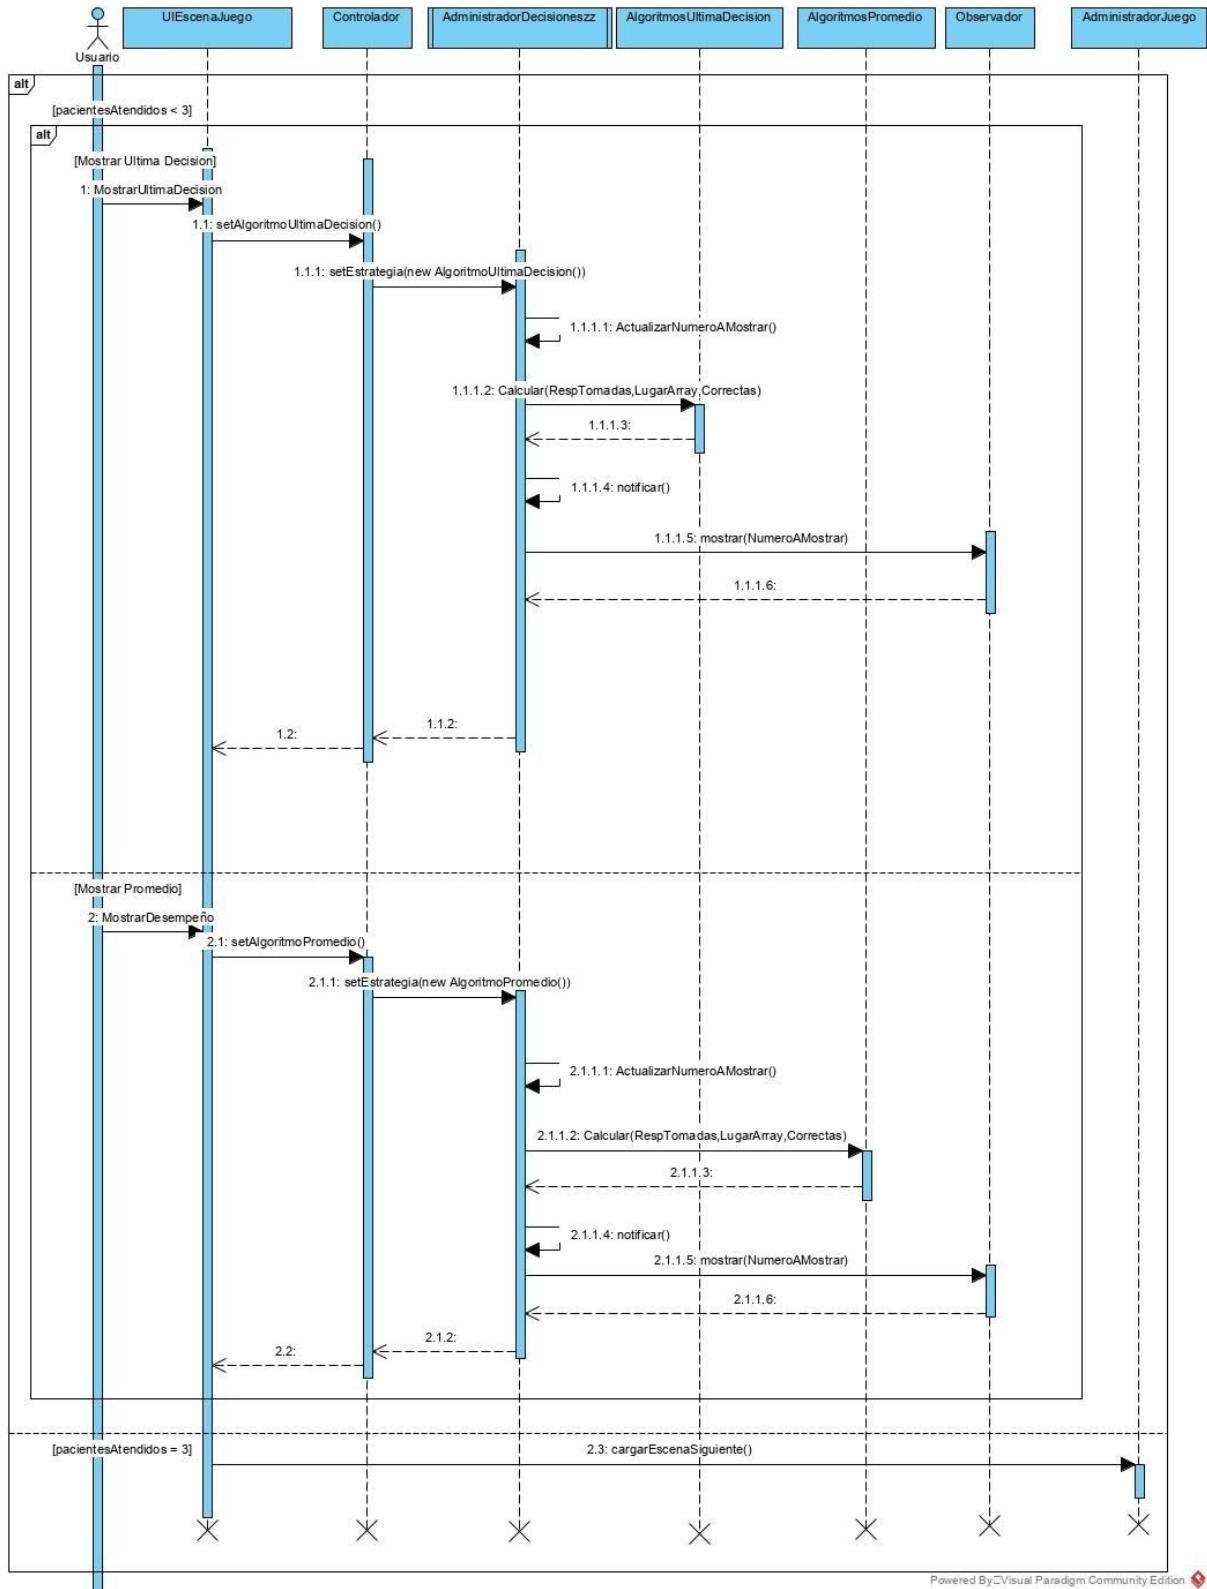 UIEscenaJuego
Controlador
AdministradorDecisioneszz
AlgoritmosUltimaDecision
AlgoritmosPromedio
Observador
AdministradorJuego
Usuario
alt
[pacientesAtendidos < 3]
alt
[Mostrar Ultima Decision]
1: MostrarUltimaDecision
1.1: setAlgoritmoUltimaDecision()
1.1.1: setEstrategia(new AlgoritmoUltimaDecision())
1.1.1.1: ActualizarNumeroAMostrar()
1.1.1.2: Calcular(RespTomadas,LugarArray,Correctas)
1.1.1.3:
1.1.1.4: notificar()
1.1.1.5: mostrar(NumeroAMostrar)
1.1.1.6:
1.1.2:
1.2:
[Mostrar Promedio]
2: MostrarDesempeño
2.1: setAlgoritmoPromedio()
2.1.1: setEstrategia(new AlgoritmoPromedio())
2.1.1.1: ActualizarNumeroAMostrar()
2.1.1.2: Calcular(RespTomadas,LugarArray,Correctas)
2.1.1.3:
2.1.1.4: notificar()
2.1.1.5: mostrar(NumeroAMostrar)
2.1.1.6:
2.1.2:
2.2:
[pacientesAtendidos = 3]
2.3: cargarEscenaSiguiente()
Powered By Visual Paradigm Community Edition